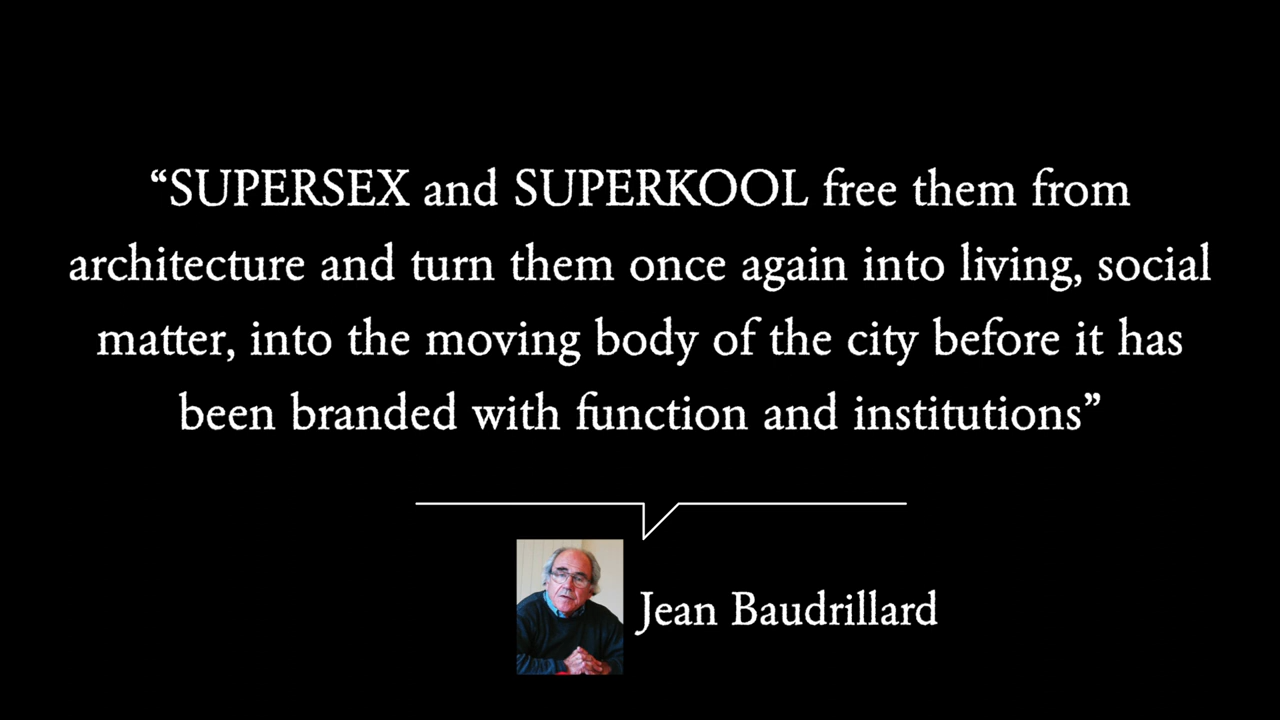 “SUPERSEX and SUPERKOOL free them from
architecture and turn them once again into living, social
matter, into the moving body of the city before it has
been branded with function and institutions”
Jean Baudrillard